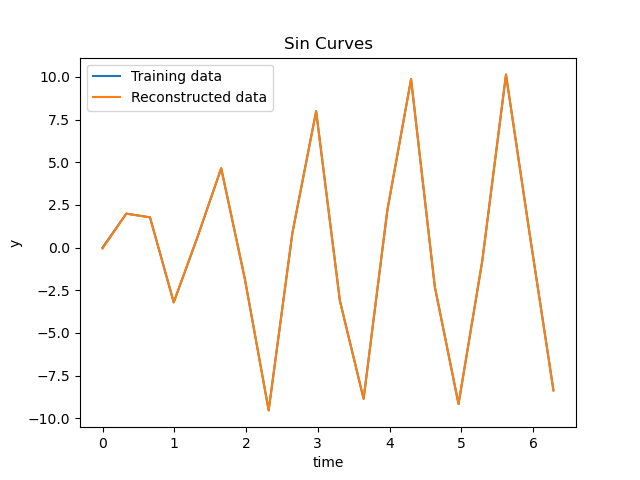 Sin Curves
Training data
Reconstructed data
10.0
7.5
5.0
2.5
0.0
−2.5
−5.0
−7.5
−10.0
y
0 1 2 3 4 5 6
time